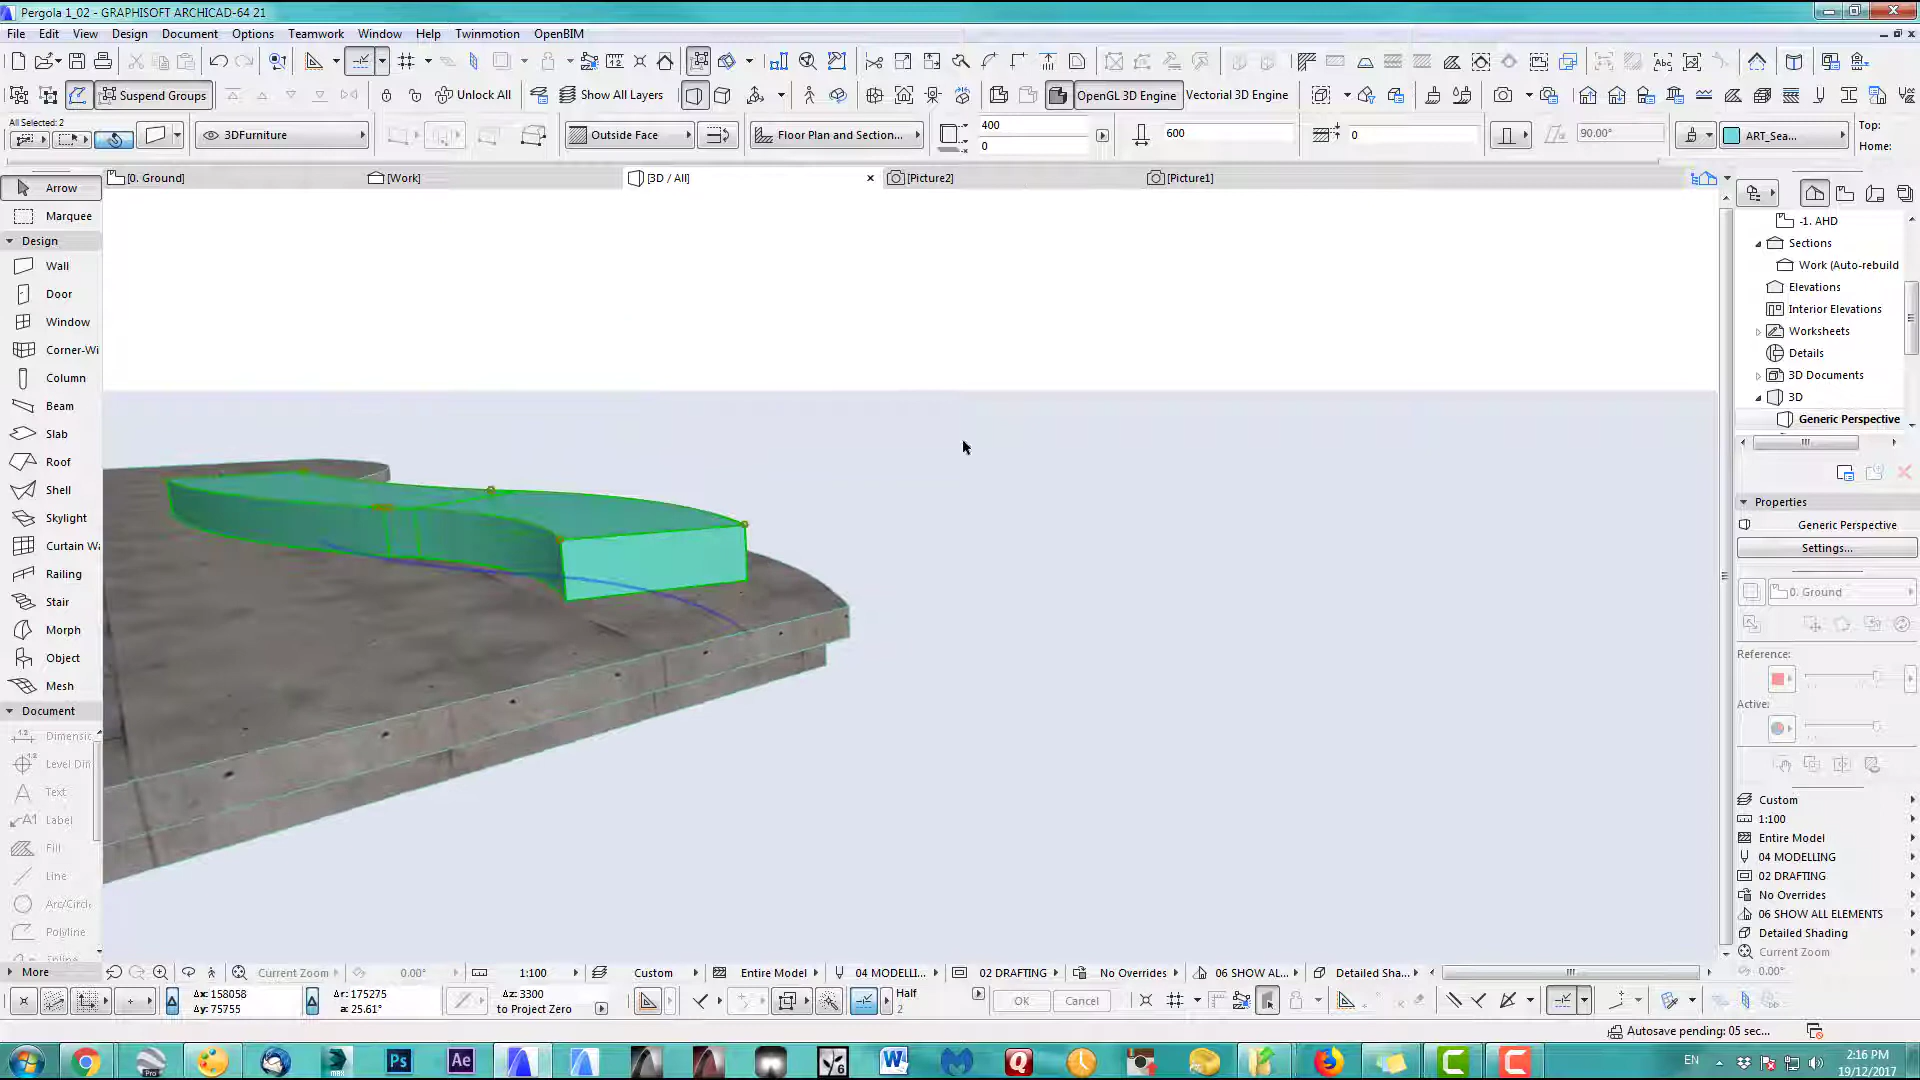 Pergola 1_02 - GRAPHISOFT ARCHICAD-64 21
File Edit View Design Document Options Teamwork Window Help Twinmotion OpenBIM
Suspend Groups Unlock All Show All Layers OpenGL 3D Engine Vectorial 3D Engine
All Selected: 2
3DFurniture Outside Face Floor Plan and Section... 400 0 600 0 90.00° ART_Sea... Top: Home:
[0. Ground] [Work] [3D / All] [Picture2] [Picture1]
Arrow
Marquee
Design
Wall
Door
Window
Corner-Wi
Column
Beam
Slab
Roof
Shell
Skylight
Curtain Wa
Railing
Stair
Morph
Object
Mesh
Document
Dimensic
Level Din
Text
Label
Fill
Line
Arc/Circle
Polyline
More
-1. AHD
Sections
Work (Auto-rebuild
Elevations
Interior Elevations
Worksheets
Details
3D Documents
3D
Generic Perspective
Properties
Generic Perspective
Settings...
0. Ground
Reference:
Active:
Custom
1:100
Entire Model
04 MODELLING
02 DRAFTING
No Overrides
06 SHOW ALL ELEMENTS
Detailed Shading
Current Zoom
0.00°
Current Zoom 0.00° 1:100 Custom Entire Model 04 MODELLI... 02 DRAFTING No Overrides 06 SHOW AL... Detailed Sha...
Δx: 158058 Δr: 175275 Δz: 3300 Half
Δy: 75755 a: 25.61° to Project Zero 2
OK Cancel
Autosave pending: 05 sec...
EN 2:16 PM
19/12/2017